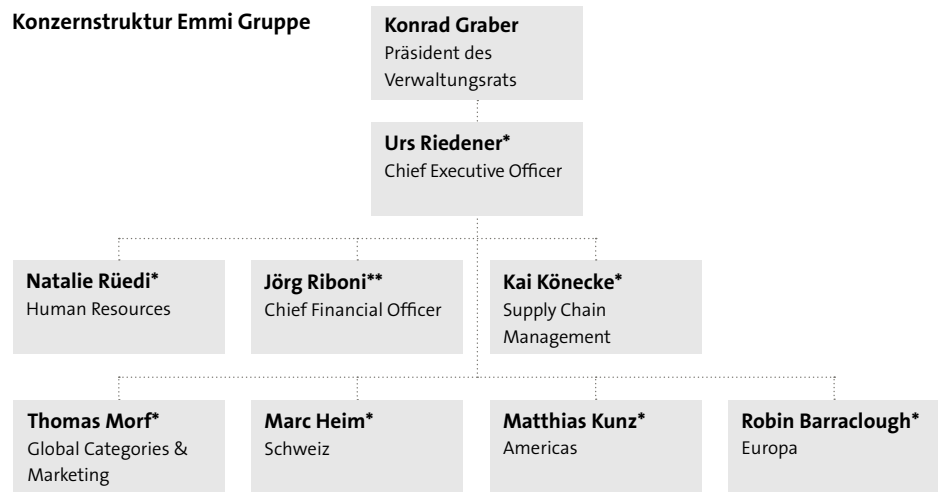 Konzernstruktur Emmi Gruppe
Konrad Graber
Präsident des
Verwaltungsrats
Urs Riedener*
Chief Executive Officer
Natalie Rüedi*
Human Resources
Jörg Riboni**
Chief Financial Officer
Kai Könecke*
Supply Chain
Management
Thomas Morf*
Global Categories &
Marketing
Marc Heim*
Schweiz
Matthias Kunz*
Americas
Robin Barraclough*
Europa